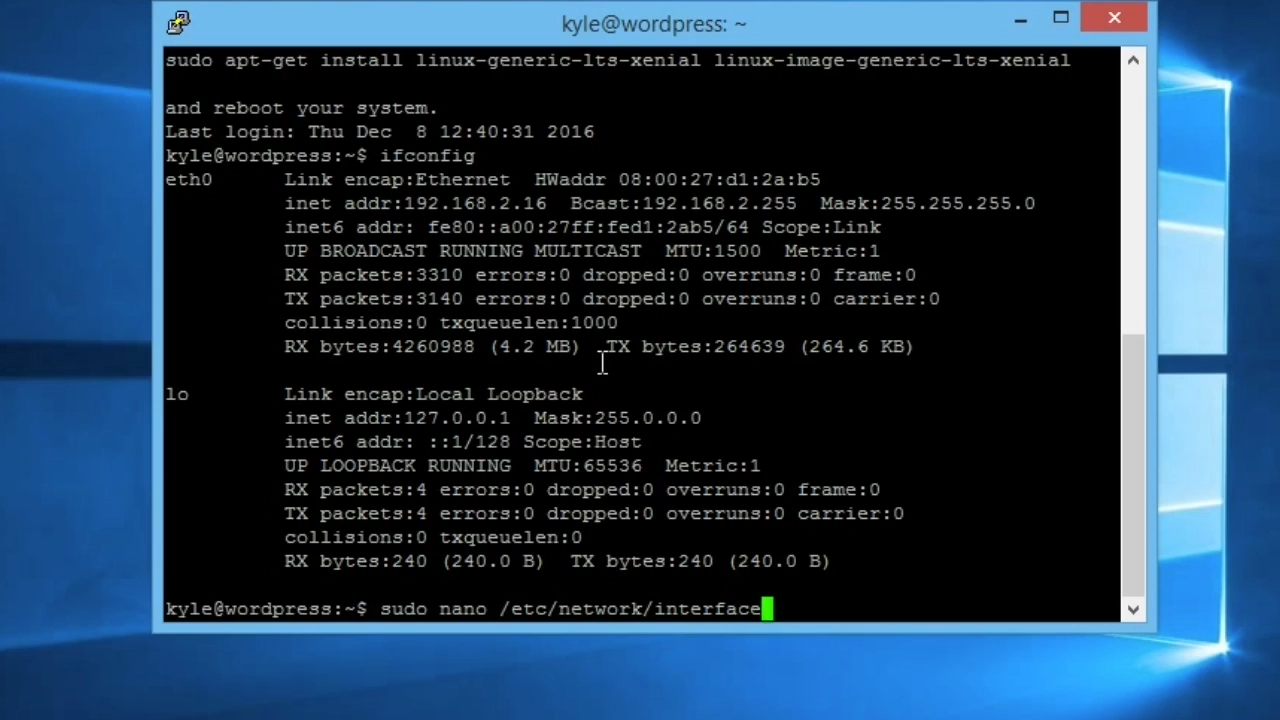 kyle@wordpress: ~
sudo apt-get install linux-generic-lts-xenial linux-image-generic-lts-xenial
and reboot your system.
Last login: Thu Dec  8 12:40:31 2016
kyle@wordpress:~$ ifconfig
eth0      Link encap:Ethernet  HWaddr 08:00:27:d1:2a:b5
inet addr:192.168.2.16  Bcast:192.168.2.255  Mask:255.255.255.0
inet6 addr: fe80::a00:27ff:fed1:2ab5/64 Scope:Link
UP BROADCAST RUNNING MULTICAST  MTU:1500  Metric:1
RX packets:3310 errors:0 dropped:0 overruns:0 frame:0
TX packets:3140 errors:0 dropped:0 overruns:0 carrier:0
collisions:0 txqueuelen:1000
RX bytes:4260988 (4.2 MB)  TX bytes:264639 (264.6 KB)
lo        Link encap:Local Loopback
inet addr:127.0.0.1  Mask:255.0.0.0
inet6 addr: ::1/128 Scope:Host
UP LOOPBACK RUNNING  MTU:65536  Metric:1
RX packets:4 errors:0 dropped:0 overruns:0 frame:0
TX packets:4 errors:0 dropped:0 overruns:0 carrier:0
collisions:0 txqueuelen:0
RX bytes:240 (240.0 B)  TX bytes:240 (240.0 B)
kyle@wordpress:~$ sudo nano /etc/network/interface